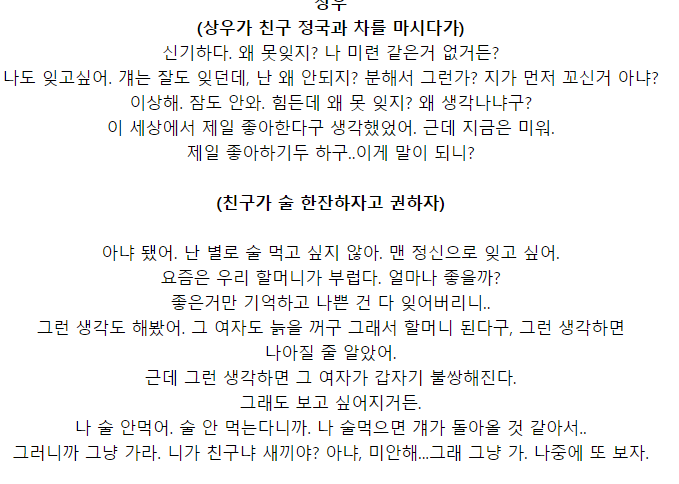 상우
(상우가 친구 정국과 차를 마시다가)
신기하다. 왜 못잊지? 나 미련 같은거 없거든?
나도 잊고싶어. 걔는 잘도 잊던데, 난 왜 안되지? 분해서 그런가? 지가 먼저 꼬신거 아냐?
이상해. 잠도 안와. 힘든데 왜 못 잊지? 왜 생각나냐구?
이 세상에서 제일 좋아한다구 생각했었어. 근데 지금은 미워.
제일 좋아하기두 하구..이게 말이 되니?
(친구가 술 한잔하자고 권하자)
아냐 됐어. 난 별로 술 먹고 싶지 않아. 맨 정신으로 잊고 싶어.
요즘은 우리 할머니가 부럽다. 얼마나 좋을까?
좋은거만 기억하고 나쁜 건 다 잊어버리니..
그런 생각도 해봤어. 그 여자도 늙을 꺼구 그래서 할머니 된다구, 그런 생각하면
나아질 줄 알았어.
근데 그런 생각하면 그 여자가 갑자기 불쌍해진다.
그래도 보고 싶어지거든.
나 술 안먹어. 술 안 먹는다니까. 나 술먹으면 걔가 돌아올 것 같아서..
그러니까 그냥 가라. 니가 친구냐 새끼야? 아냐, 미안해...그래 그냥 가. 나중에 또 보자.